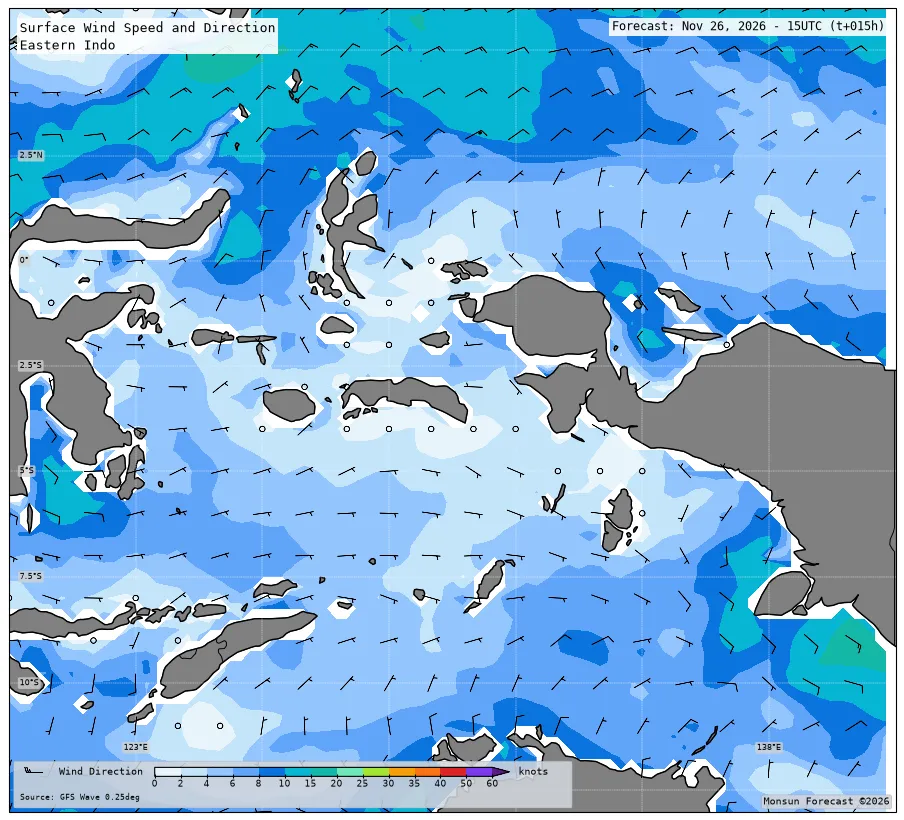 Surface Wind Speed and Direction
Eastern Indo
Forecast: Nov 26, 2026 - 15UTC (t+015h)
2.5°N
0°
2.5°S
5°S
7.5°S
10°S
123°E
138°E
Wind Direction
knots
0 2 4 6 8 10 15 20 25 30 35 40 50 60
Source: GFS Wave 0.25deg
Monsun Forecast ©2026